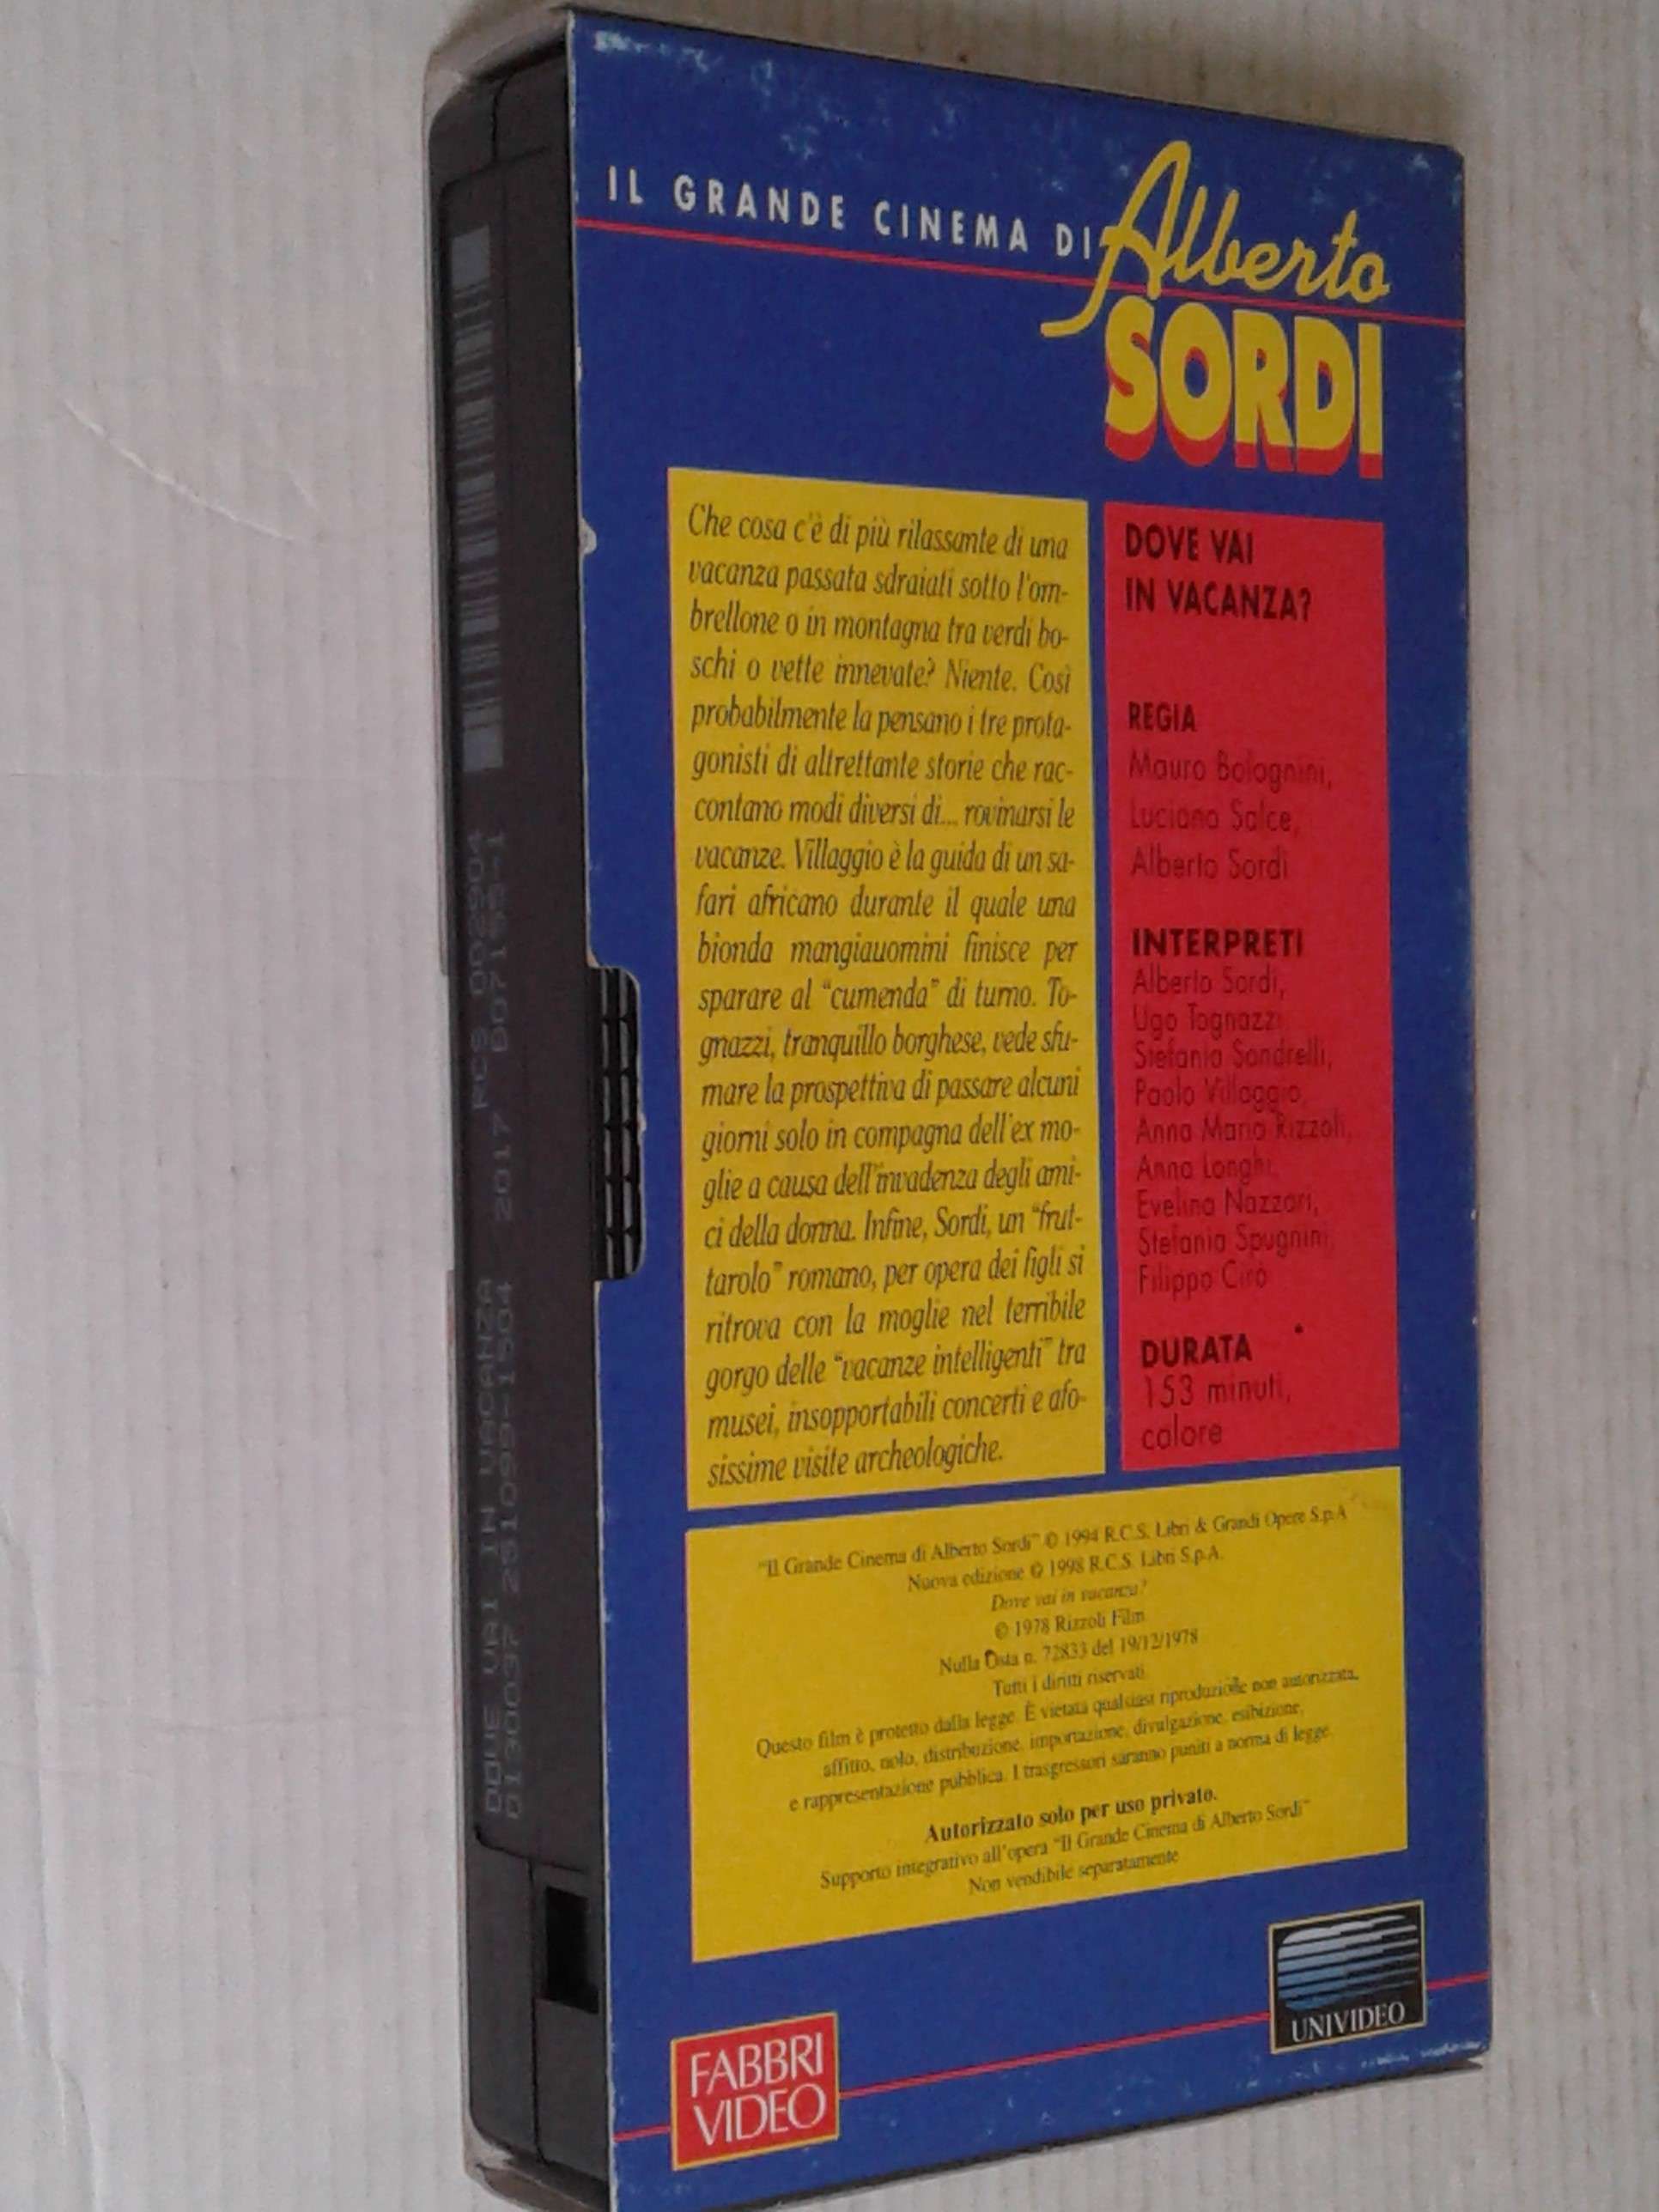 IL GRANDE CINEMA DI Alberto
SORDI
Che cosa c'è di più rilassante di una
vacanza passata sdraiati sotto l'om-
brellone o in montagna tra verdi bo-
schi o vette innevate? Niente. Così
probabilmente la pensano i tre prota-
gonisti di altrettante storie che rac-
contano modi diversi di... rovinarsi le
vacanze. Villaggio è la guida di un sa-
fari africano durante il quale una
bionda mangiauomini finisce per
sparare al "cumenda" di turno. To-
gnazzi, tranquillo borghese, vede sfu-
mare la prospettiva di passare alcuni
giorni solo in compagna dell'ex mo-
glie a causa dell'invadenza degli ami-
ci della donna. Infine, Sordi, un "frut-
tarolo" romano, per opera dei figli si
ritrova con la moglie nel terribile
gorgo delle "vacanze intelligenti" tra
musei, insopportabili concerti e afo-
sissime visite archeologiche.
DOVE VAI
IN VACANZA?
REGIA
Mauro Bolognini,
Luciano Salce,
Alberto Sordi
INTERPRETI
Alberto Sordi,
Ugo Tognazzi,
Stefania Sandrelli,
Paolo Villaggio,
Anna Maria Rizzoli,
Anna Longhi,
Evelina Nazzari,
Stefania Spugnini,
Filippo Cirò
DURATA
153 minuti,
colore
"Il Grande Cinema di Alberto Sordi" © 1994 R.C.S. Libri & Grandi Opere S.p.A
Nuova edizione © 1998 R.C.S. Libri S.p.A.
Dove vai in vacanza?
© 1978 Rizzoli Film
Nulla Osta n. 72833 del 19/12/1978
Tutti i diritti riservati
Questo film è protetto dalla legge. È vietata qualsiasi riproduzione non autorizzata,
affitto, nolo, distribuzione, importazione, divulgazione, esibizione,
e rappresentazione pubblica. I trasgressori saranno puniti a norma di legge.
Autorizzato solo per uso privato.
Supporto integrativo all'opera "Il Grande Cinema di Alberto Sordi"
Non vendibile separatamente
FABBRI
VIDEO
UNIVIDEO
DOVE VAI IN VACANZA RCS 002904